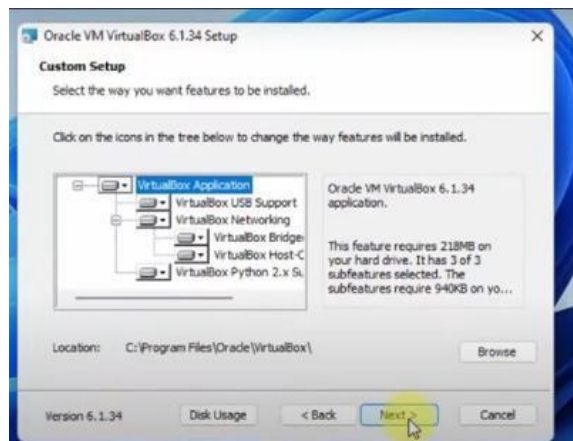 Oracle VM VirtualBox 6.1.34 Setup
Custom Setup
Select the way you want features to be installed.
Click on the icons in the tree below to change the way features will be installed.
VirtualBox Application
VirtualBox USB Support
VirtualBox Networking
VirtualBox Bridge
VirtualBox Host-C
VirtualBox Python 2.x Su
Oracle VM VirtualBox 6.1.34
application.
This feature requires 218MB on
your hard drive. It has 3 of 3
subfeatures selected. The
subfeatures require 940KB on yo...
Location: C:\Program Files\Oracle\VirtualBox\
Browse
Version 6.1.34
Disk Usage
< Back
Next >
Cancel